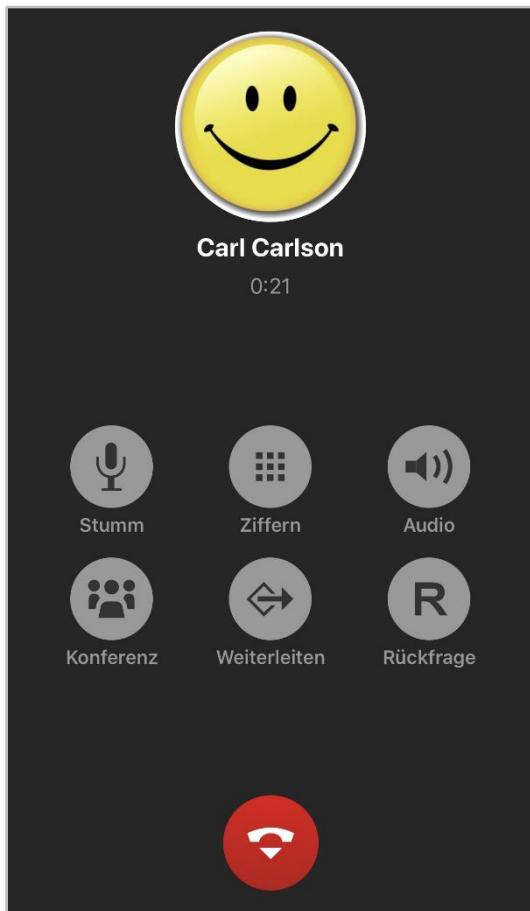 Carl Carlson
0:21
Stumm Ziffern Audio
R
Konferenz Weiterleiten Rückfrage